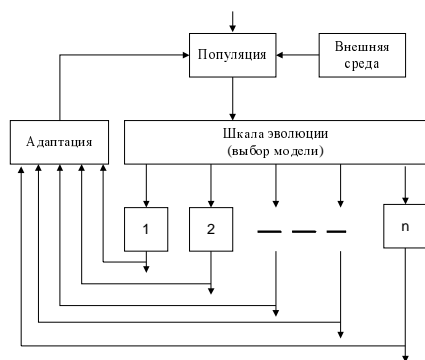 Популяция
Внешняя
среда
Адаптация
Шкала эволюции
(выбор модели)
1
2
n